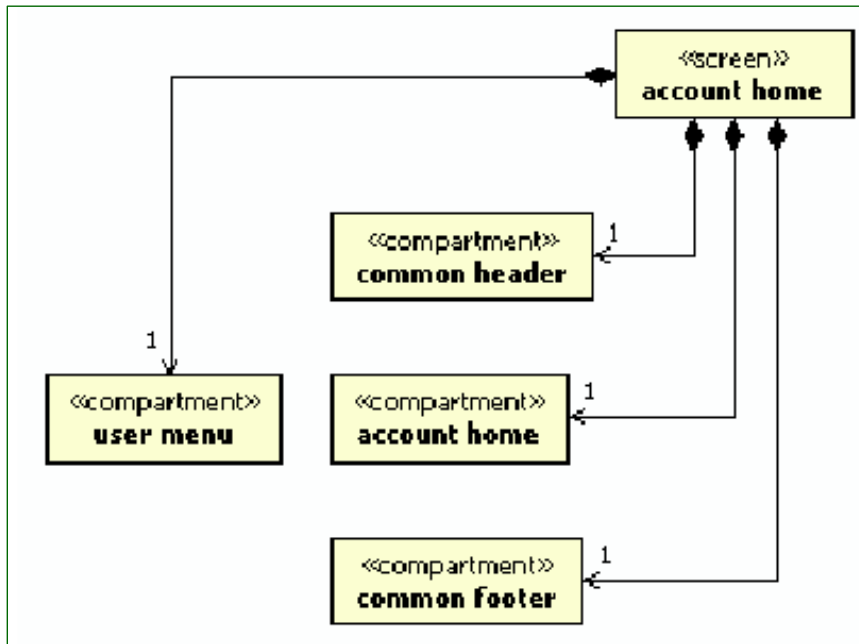 «screen»
account home
1
«compartment»
common header
1
«compartment»
user menu
1
«compartment»
account home
1
«compartment»
common footer